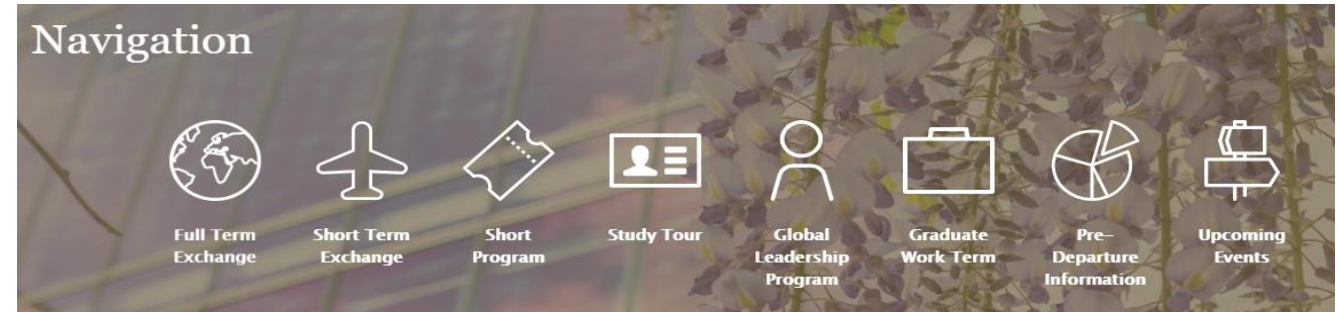 Navigation
Full Term
Exchange
Short Term
Exchange
Short
Program
Study Tour
Global
Leadership
Program
Graduate
Work Term
Pre-
Departure
Information
Upcoming
Events